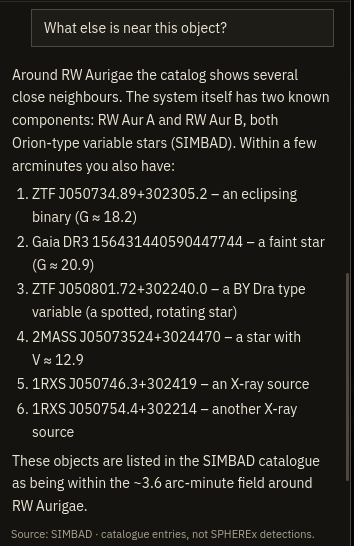 What else is near this object?
Around RW Aurigae the catalog shows several
close neighbours. The system itself has two known
components: RW Aur A and RW Aur B, both
Orion-type variable stars (SIMBAD). Within a few
arcminutes you also have:
1. ZTF J050734.89+302305.2 – an eclipsing
binary (G ≈ 18.2)
2. Gaia DR3 156431440590447744 – a faint star
(G ≈ 20.9)
3. ZTF J050801.72+302240.0 – a BY Dra type
variable (a spotted, rotating star)
4. 2MASS J05073524+3024470 – a star with
V ≈ 12.9
5. 1RXS J050746.3+302419 – an X-ray source
6. 1RXS J050754.4+302214 – another X-ray
source
These objects are listed in the SIMBAD catalogue
as being within the ~3.6 arc-minute field around
RW Aurigae.
Source: SIMBAD · catalogue entries, not SPHEREx detections.